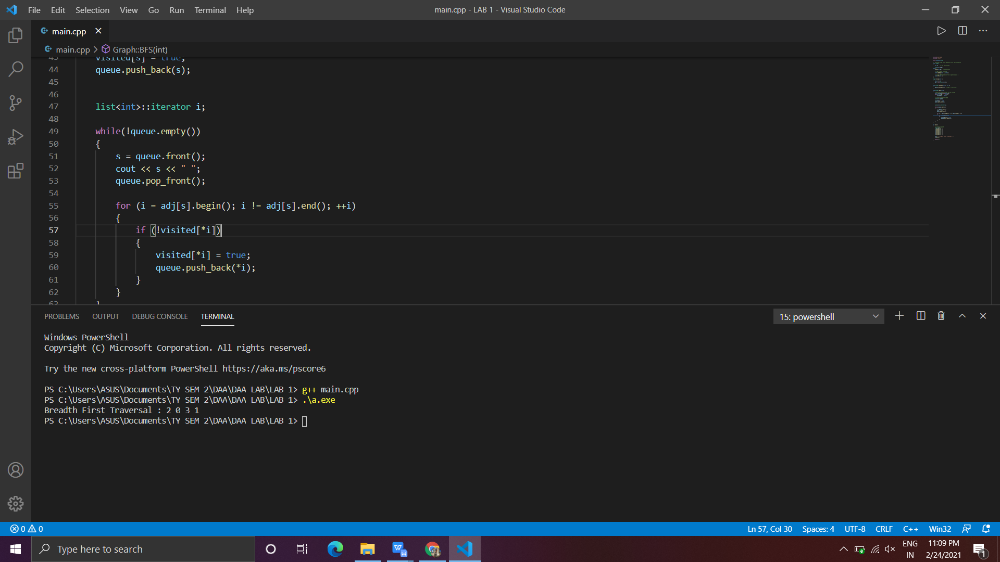 File Edit Selection View Go Run Terminal Help
main.cpp - LAB 1 - Visual Studio Code
main.cpp
main.cpp > Graph::BFS(int)
43 visited[s] = true;
44 queue.push_back(s);
45
46
47 list<int>::iterator i;
48
49 while(!queue.empty())
50 {
51 s = queue.front();
52 cout << s << " ";
53 queue.pop_front();
54
55 for (i = adj[s].begin(); i != adj[s].end(); ++i)
56 {
57 if (!visited[*i])
58 {
59 visited[*i] = true;
60 queue.push_back(*i);
61 }
62 }
63 }
PROBLEMS OUTPUT DEBUG CONSOLE TERMINAL
15: powershell
Windows PowerShell
Copyright (C) Microsoft Corporation. All rights reserved.
Try the new cross-platform PowerShell https://aka.ms/pscore6
PS C:\Users\ASUS\Documents\TY SEM 2\DAA\DAA LAB\LAB 1> g++ main.cpp
PS C:\Users\ASUS\Documents\TY SEM 2\DAA\DAA LAB\LAB 1> .\a.exe
Breadth First Traversal : 2 0 3 1
PS C:\Users\ASUS\Documents\TY SEM 2\DAA\DAA LAB\LAB 1>
0 0
Ln 57, Col 30 Spaces: 4 UTF-8 CRLF C++ Win32
Type here to search
ENG
IN
11:09 PM
2/24/2021
1